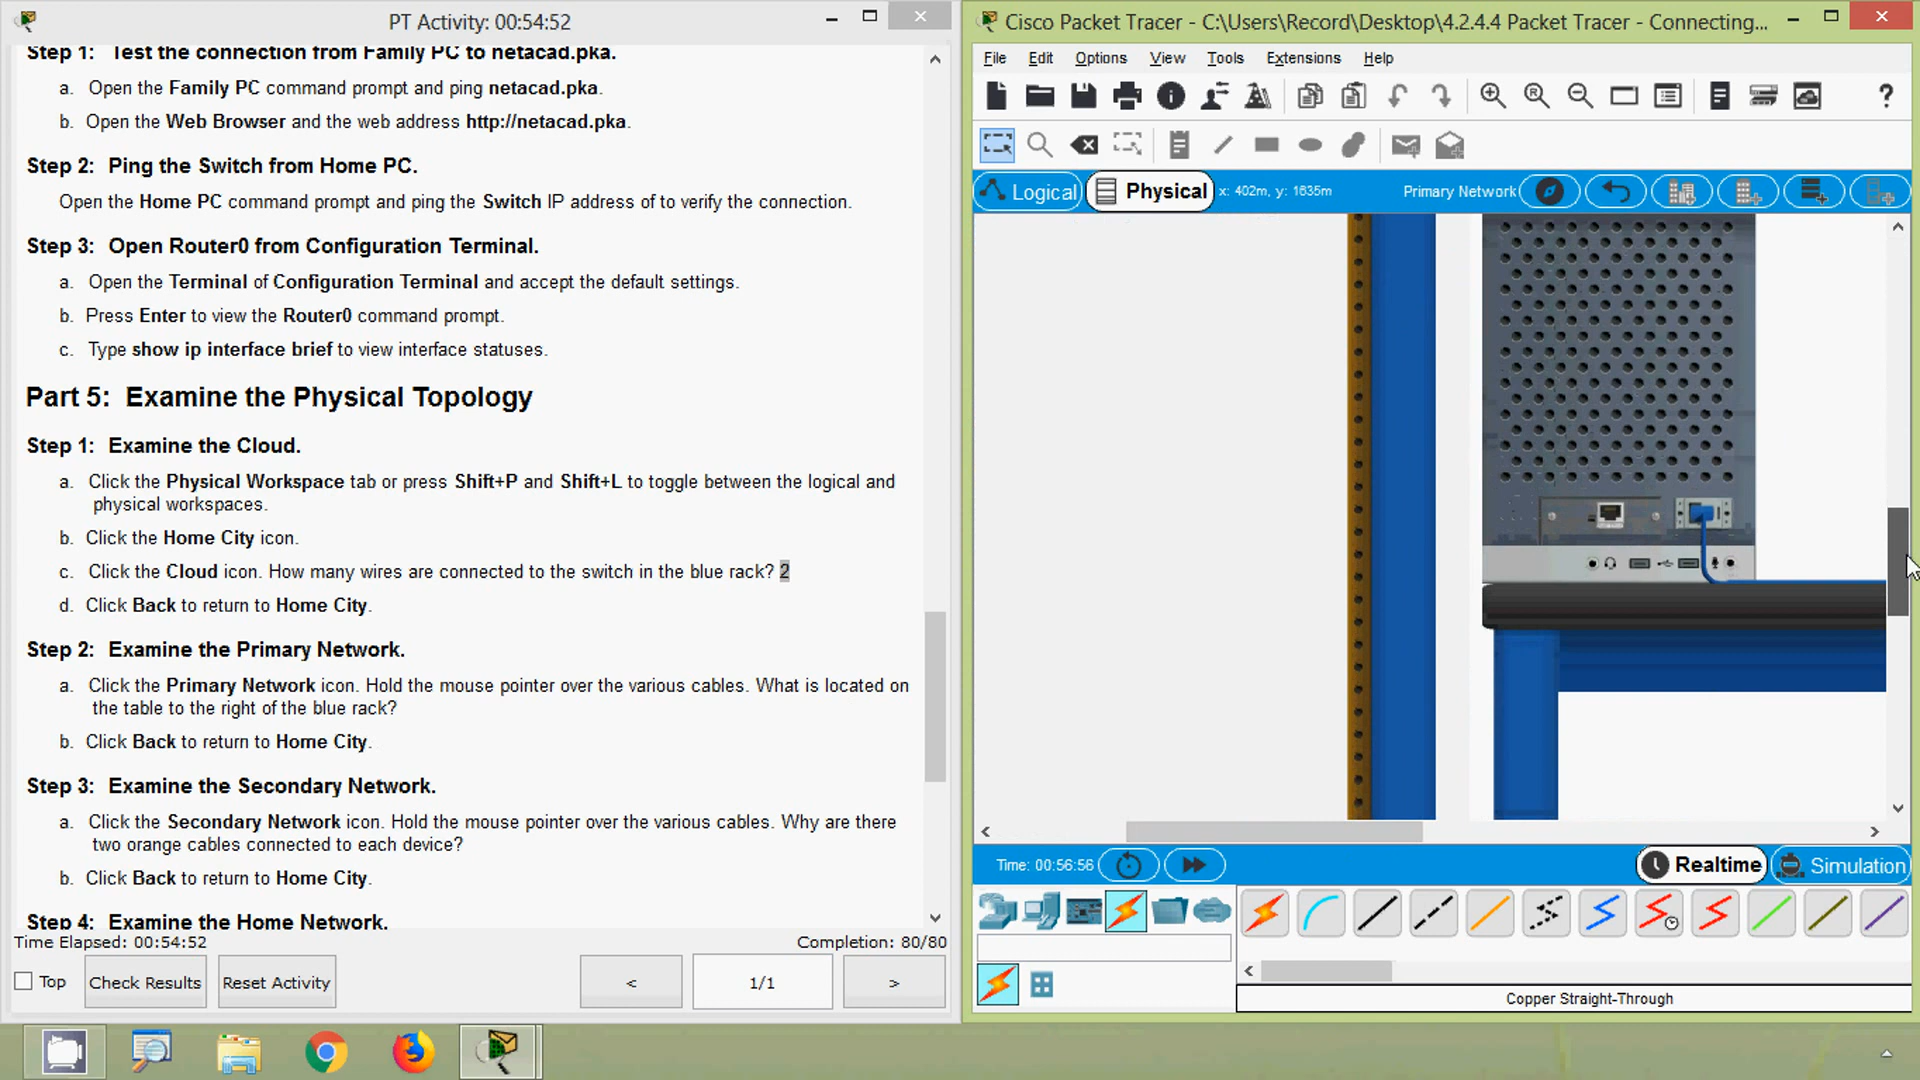 PT Activity: 00:54:52
Step 1: Test the connection from Family PC to netacad.pka.
a. Open the Family PC command prompt and ping netacad.pka.
b. Open the Web Browser and the web address http://netacad.pka.
Step 2: Ping the Switch from Home PC.
Open the Home PC command prompt and ping the Switch IP address of to verify the connection.
Step 3: Open Router0 from Configuration Terminal.
a. Open the Terminal of Configuration Terminal and accept the default settings.
b. Press Enter to view the Router0 command prompt.
c. Type show ip interface brief to view interface statuses.
Part 5: Examine the Physical Topology
Step 1: Examine the Cloud.
a. Click the Physical Workspace tab or press Shift+P and Shift+L to toggle between the logical and
physical workspaces.
b. Click the Home City icon.
c. Click the Cloud icon. How many wires are connected to the switch in the blue rack? 2
d. Click Back to return to Home City.
Step 2: Examine the Primary Network.
a. Click the Primary Network icon. Hold the mouse pointer over the various cables. What is located on
the table to the right of the blue rack?
b. Click Back to return to Home City.
Step 3: Examine the Secondary Network.
a. Click the Secondary Network icon. Hold the mouse pointer over the various cables. Why are there
two orange cables connected to each device?
b. Click Back to return to Home City.
Step 4: Examine the Home Network.
Time Elapsed: 00:54:52
Completion: 80/80
Top
Check Results
Reset Activity
<
1/1
>
Cisco Packet Tracer - C:\Users\Record\Desktop\4.2.4.4 Packet Tracer - Connecting...
File Edit Options View Tools Extensions Help
Logical
Physical
x: 402m, y: 1635m
Primary Network
Time: 00:56:56
Realtime
Simulation
Copper Straight-Through